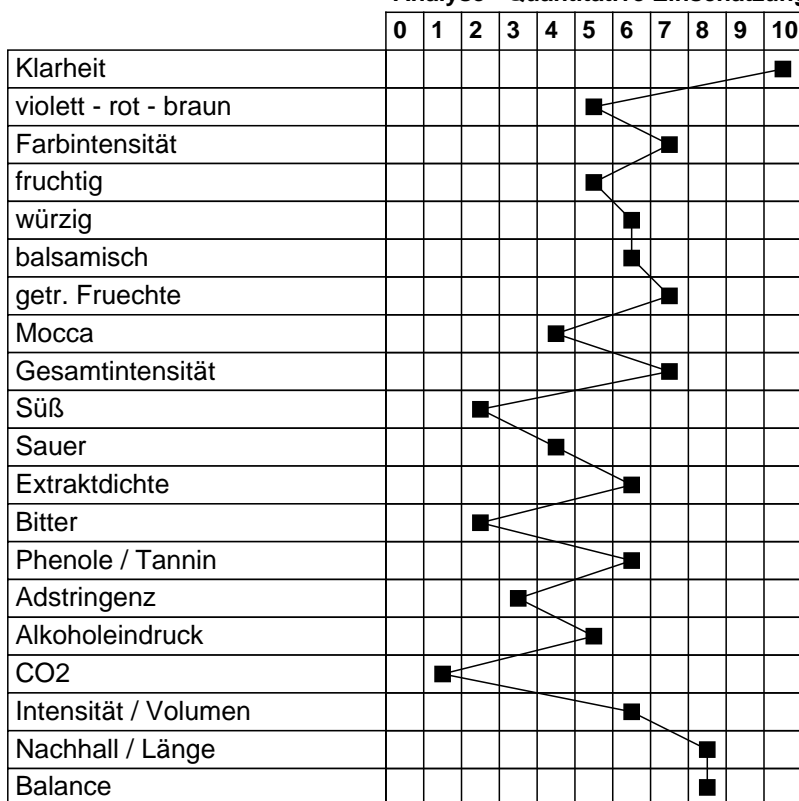 0 1 2 3 4 5 6 7 8 9 10
Klarheit
violett - rot - braun
Farbintensität
fruchtig
würzig
balsamisch
getr. Fruechte
Mocca
Gesamtintensität
Süß
Sauer
Extraktdichte
Bitter
Phenole / Tannin
Adstringenz
Alkoholeindruck
CO2
Intensität / Volumen
Nachhall / Länge
Balance